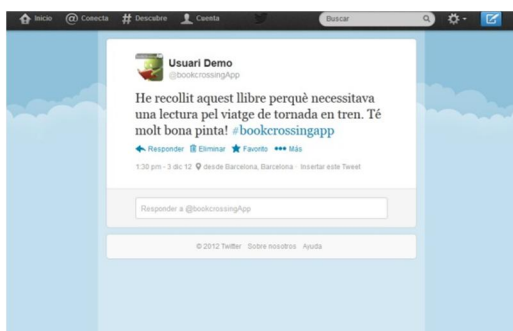 Inicio @ Conecta # Descubre Cuenta Buscar
Usuari Demo
@bookcrossingApp
He recollit aquest llibre perquè necessitava
una lectura pel viatge de tornada en tren. Té
molt bona pinta! #bookcrossingapp
Responder Eliminar Favorito Más
1:30 pm - 3 dic 12 desde Barcelona, Barcelona · Insertar este Tweet
Responder a @bookcrossingApp
© 2012 Twitter Sobre nosotros Ayuda